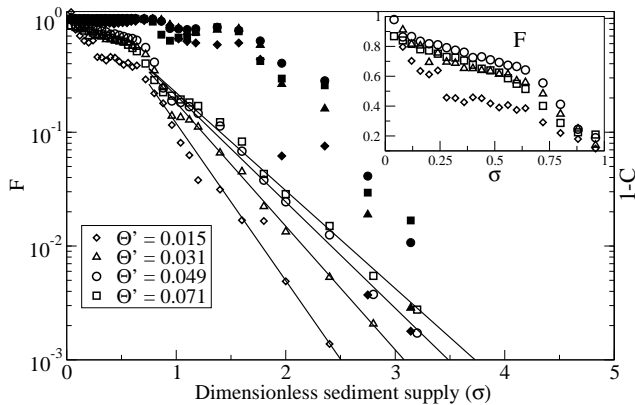 10^0
10^-1
10^-2
10^-3
F
0 1 2 3 4 5
Dimensionless sediment supply (σ)
1-C
Θ' = 0.015
Θ' = 0.031
Θ' = 0.049
Θ' = 0.071
1
0.8
0.6
0.4
0.2
F
0 0.25 0.5 0.75 1
σ